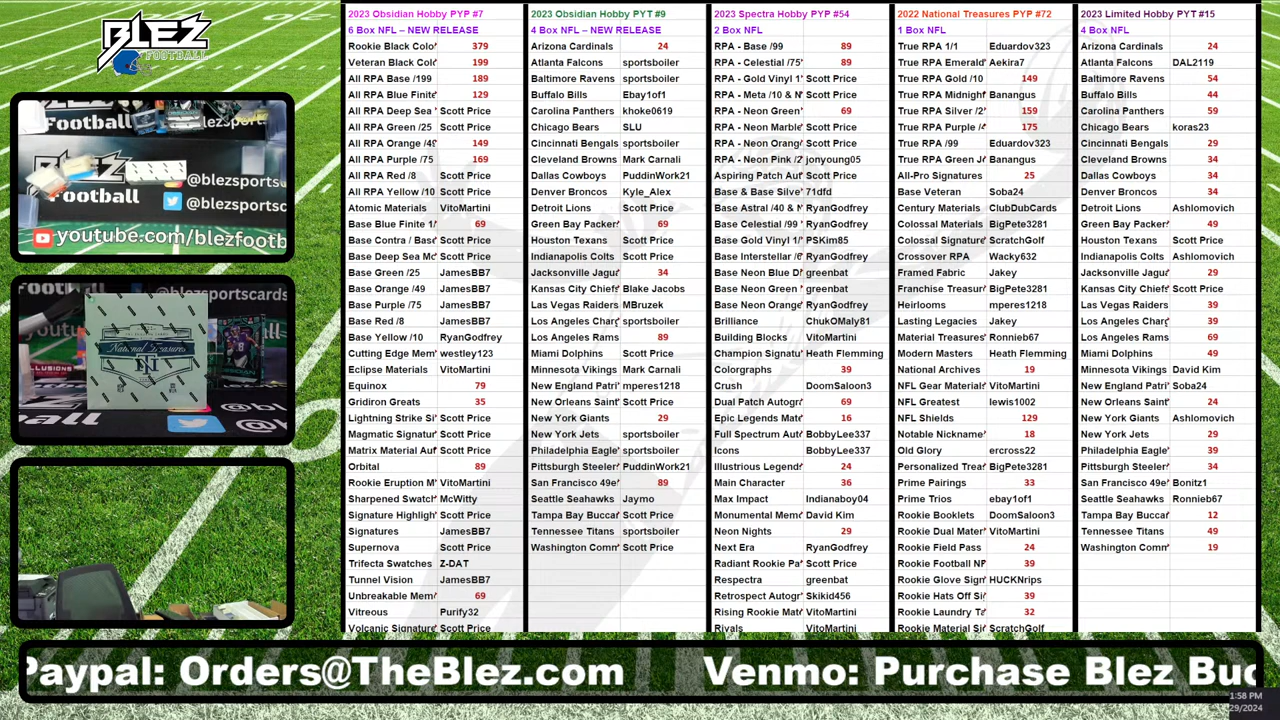 BLEZ
FOOTBALL
Football
BLEZ
@blezsports
Football
@blezsportsc
youtube.com/blezfootb
@blezsportscards
National Treasures
NT
ILLUSIONS
2023 Obsidian Hobby PYP #7
6 Box NFL – NEW RELEASE
Rookie Black Colo 379
Veteran Black Col 199
All RPA Base /199 189
All RPA Blue Finite 129
All RPA Deep Sea Scott Price
All RPA Green /25 Scott Price
All RPA Orange /49 149
All RPA Purple /75 169
All RPA Red /8 Scott Price
All RPA Yellow /10 Scott Price
Atomic Materials VitoMartini
Base Blue Finite 1/ 69
Base Contra / Base Scott Price
Base Deep Sea Mo Scott Price
Base Green /25 JamesBB7
Base Orange /49 JamesBB7
Base Purple /75 JamesBB7
Base Red /8 JamesBB7
Base Yellow /10 RyanGodfrey
Cutting Edge Mem westley123
Eclipse Materials VitoMartini
Equinox 79
Gridiron Greats 35
Lightning Strike Si Scott Price
Magmatic Signatur Scott Price
Matrix Material Aut Scott Price
Orbital 89
Rookie Eruption M VitoMartini
Sharpened Swatch McWitty
Signature Highligh Scott Price
Signatures JamesBB7
Supernova Scott Price
Trifecta Swatches Z-DAT
Tunnel Vision JamesBB7
Unbreakable Mem 69
Vitreous Purify32
Volcanic Signatur Scott Price
2023 Obsidian Hobby PYT #9
4 Box NFL – NEW RELEASE
Arizona Cardinals 24
Atlanta Falcons sportsboiler
Baltimore Ravens sportsboiler
Buffalo Bills Ebay1of1
Carolina Panthers khoke0619
Chicago Bears SLU
Cincinnati Bengals sportsboiler
Cleveland Browns Mark Carnali
Dallas Cowboys PuddinWork21
Denver Broncos Kyle_Alex
Detroit Lions Scott Price
Green Bay Packer 69
Houston Texans Scott Price
Indianapolis Colts Scott Price
Jacksonville Jagu 34
Kansas City Chiefs Blake Jacobs
Las Vegas Raiders MBruzek
Los Angeles Charg sportsboiler
Los Angeles Rams 89
Miami Dolphins Scott Price
Minnesota Vikings Mark Carnali
New England Patri mperes1218
New Orleans Saint Scott Price
New York Giants 29
New York Jets sportsboiler
Philadelphia Eagle sportsboiler
Pittsburgh Steeler PuddinWork21
San Francisco 49e 89
Seattle Seahawks Jaymo
Tampa Bay Buccan Scott Price
Tennessee Titans sportsboiler
Washington Comm Scott Price
2023 Spectra Hobby PYP #54
2 Box NFL
RPA - Base /99 89
RPA - Celestial /75 89
RPA - Gold Vinyl 1 Scott Price
RPA - Meta /10 & N Scott Price
RPA - Neon Green 69
RPA - Neon Marble Scott Price
RPA - Neon Orang Scott Price
RPA - Neon Pink /2 jonyoung05
Aspiring Patch Aut Scott Price
Base & Base Silve 71dfd
Base Astral /40 & N RyanGodfrey
Base Celestial /99 RyanGodfrey
Base Gold Vinyl 1/ PSKim85
Base Interstellar /6 RyanGodfrey
Base Neon Blue D greenbat
Base Neon Green greenbat
Base Neon Orange RyanGodfrey
Brilliance ChukOMaly81
Building Blocks VitoMartini
Champion Signatu Heath Flemming
Colorgraphs 39
Crush DoomSaloon3
Dual Patch Autogr 69
Epic Legends Mat 16
Full Spectrum Aut BobbyLee337
Icons BobbyLee337
Illustrious Legend 24
Main Character 36
Max Impact Indianaboy04
Monumental Mem David Kim
Neon Nights 29
Next Era RyanGodfrey
Radiant Rookie Pa Scott Price
Respectra greenbat
Retrospect Autogr Skikid456
Rising Rookie Mat VitoMartini
Rivals VitoMartini
2022 National Treasures PYP #72
1 Box NFL
True RPA 1/1 Eduardov323
True RPA Emerald Aekira7
True RPA Gold /10 149
True RPA Midnigh Banangus
True RPA Silver /2 159
True RPA Purple / 175
True RPA /99 Eduardov323
True RPA Green J Banangus
All-Pro Signatures 25
Base Veteran Soba24
Century Materials ClubDubCards
Colossal Materials BigPete3281
Colossal Signature ScratchGolf
Crossover RPA Wacky632
Framed Fabric Jakey
Franchise Treasur BigPete3281
Heirlooms mperes1218
Lasting Legacies Jakey
Material Treasures Ronnieb67
Modern Masters Heath Flemming
National Archives 19
NFL Gear Material VitoMartini
NFL Greatest lewis1002
NFL Shields 129
Notable Nickname 18
Old Glory ercross22
Personalized Trea BigPete3281
Prime Pairings 33
Prime Trios ebay1of1
Rookie Booklets DoomSaloon3
Rookie Dual Mater VitoMartini
Rookie Field Pass 24
Rookie Football NF 39
Rookie Glove Sign HUCKNrips
Rookie Hats Off Si 39
Rookie Laundry Ta 32
Rookie Material Si ScratchGolf
2023 Limited Hobby PYT #15
4 Box NFL
Arizona Cardinals 24
Atlanta Falcons DAL2119
Baltimore Ravens 54
Buffalo Bills 44
Carolina Panthers 59
Chicago Bears koras23
Cincinnati Bengals 29
Cleveland Browns 34
Dallas Cowboys 34
Denver Broncos 34
Detroit Lions Ashlomovich
Green Bay Packer 49
Houston Texans Scott Price
Indianapolis Colts Scott Price
Jacksonville Jagu 29
Kansas City Chiefs Scott Price
Las Vegas Raiders 39
Los Angeles Charg 39
Los Angeles Rams 69
Miami Dolphins 49
Minnesota Vikings David Kim
New England Patri Soba24
New Orleans Saint 24
New York Giants Ashlomovich
New York Jets 29
Philadelphia Eagle 39
Pittsburgh Steeler 34
San Francisco 49e Bonitz1
Seattle Seahawks Ronnieb67
Tampa Bay Buccan 12
Tennessee Titans 49
Washington Comm 19
Paypal: Orders@TheBlez.com Venmo: Purchase Blez Buc
1:58 PM
29/2024